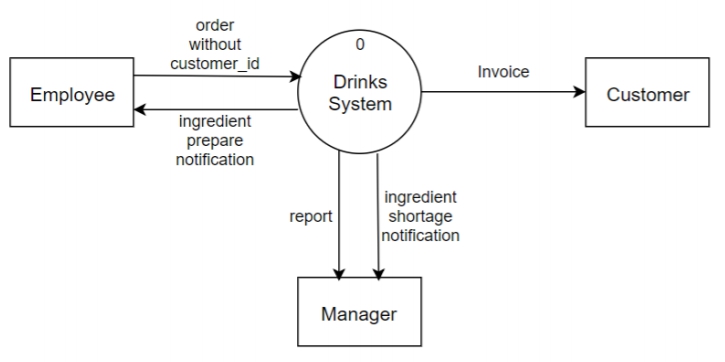 order
without
customer_id
0
Drinks
System
Employee
Invoice
Customer
ingredient
prepare
notification
report
ingredient
shortage
notification
Manager